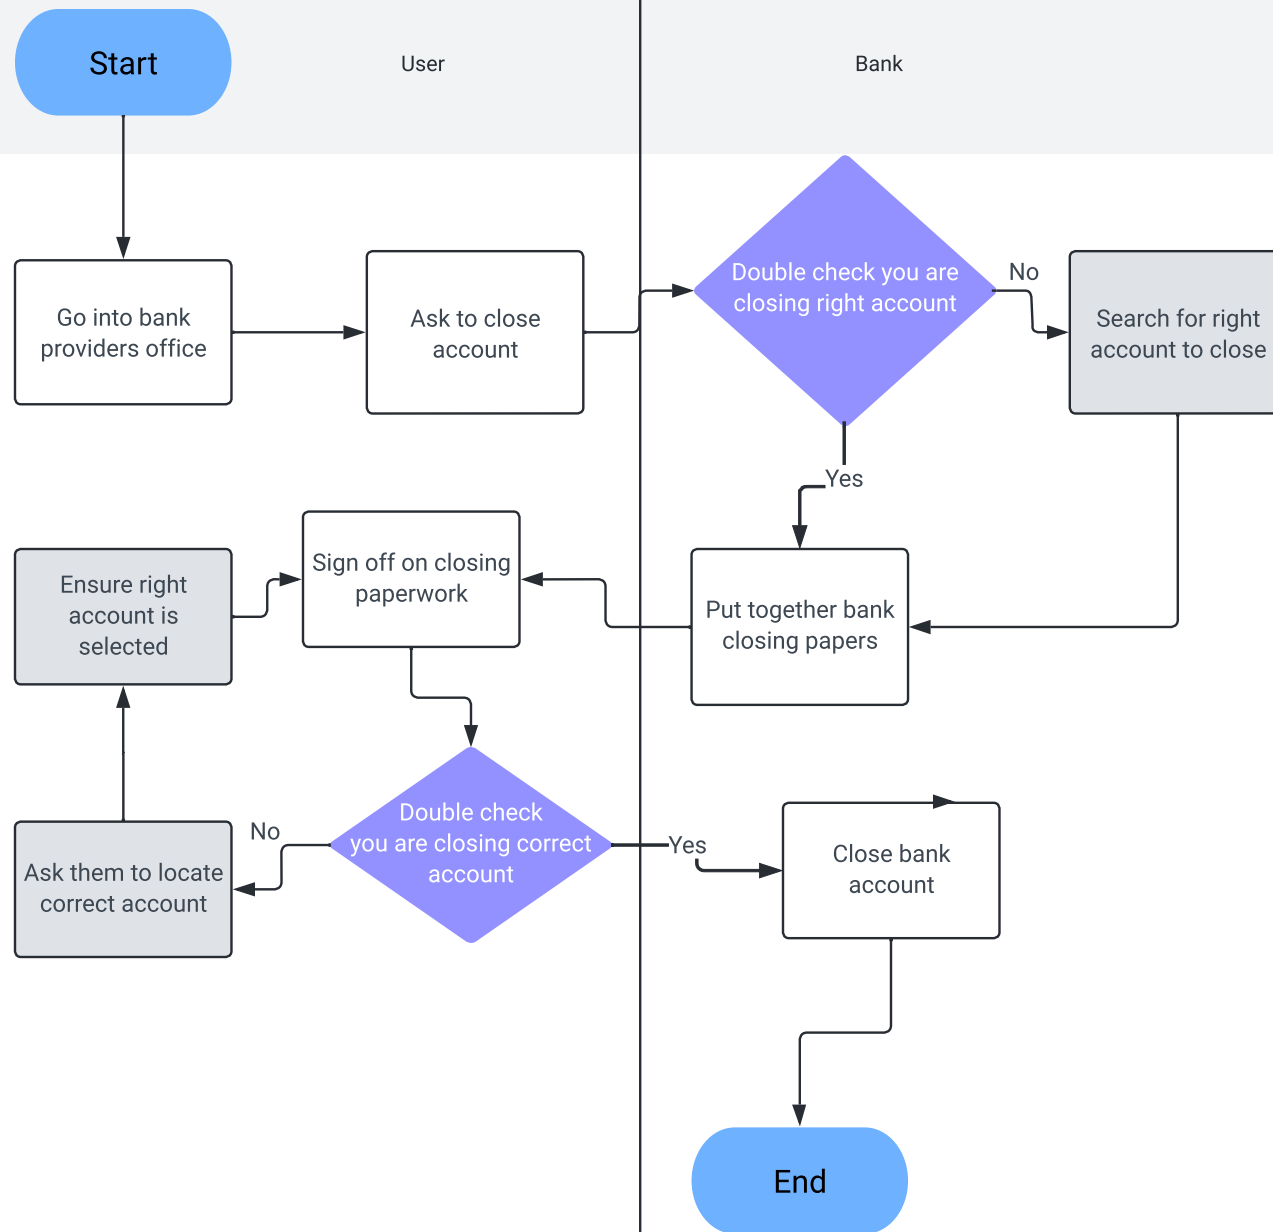 Start
User
Bank
Go into bank
providers office
Ask to close
account
Double check you are
closing right account
No
Search for right
account to close
Yes
Ensure right
account is
selected
Sign off on closing
paperwork
Put together bank
closing papers
Ask them to locate
correct account
No
Double check
you are closing correct
account
Yes
Close bank
account
End